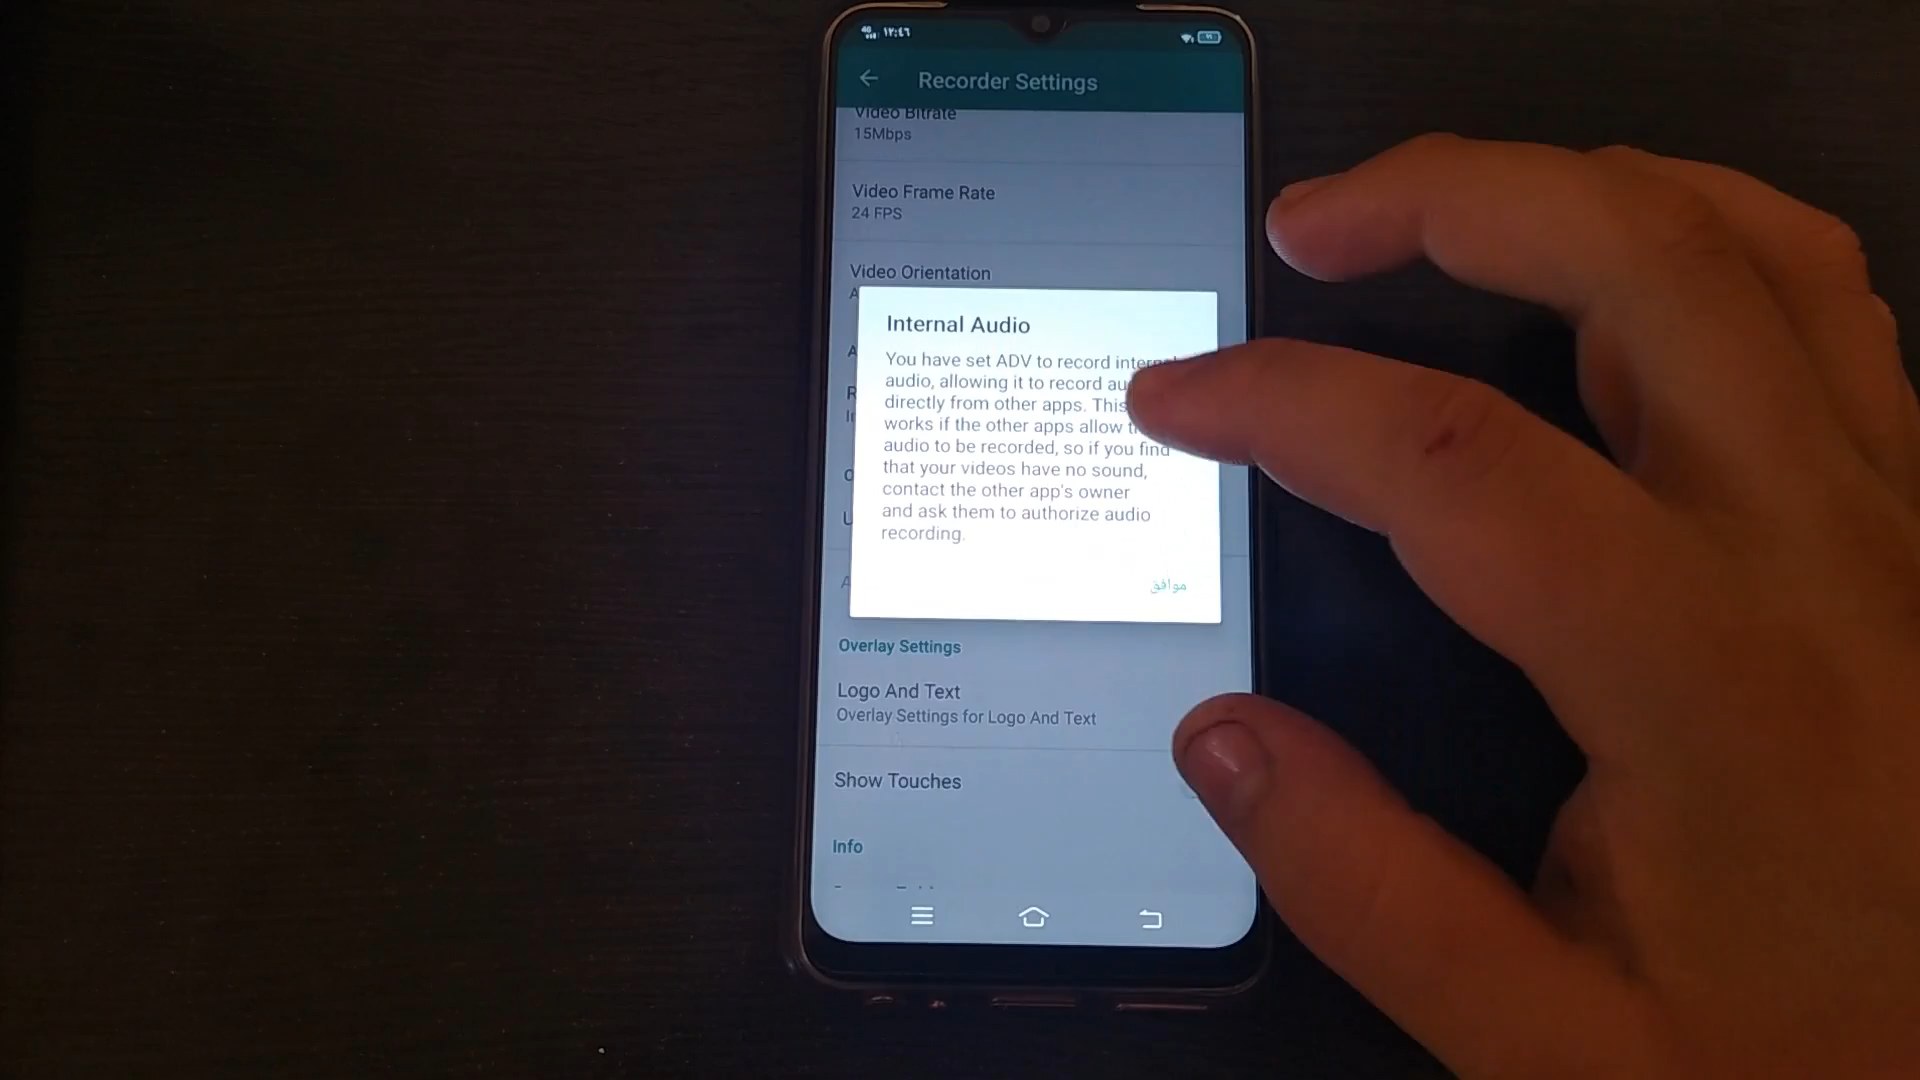 4G ١٢:٤٦
Recorder Settings
Video Bitrate
15Mbps
Video Frame Rate
24 FPS
Video Orientation
A
Internal Audio
You have set ADV to record internal
audio, allowing it to record au
directly from other apps. This
works if the other apps allow t
audio to be recorded, so if you find
that your videos have no sound,
contact the other app's owner
and ask them to authorize audio
recording.
موافق
Overlay Settings
Logo And Text
Overlay Settings for Logo And Text
Show Touches
Info